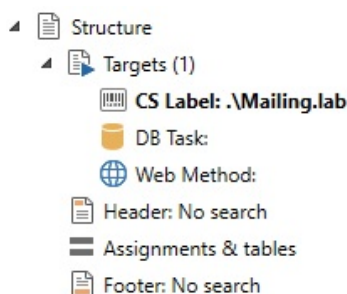 Structure
Targets (1)
CS Label: .\Mailing.lab
DB Task:
Web Method:
Header: No search
Assignments & tables
Footer: No search